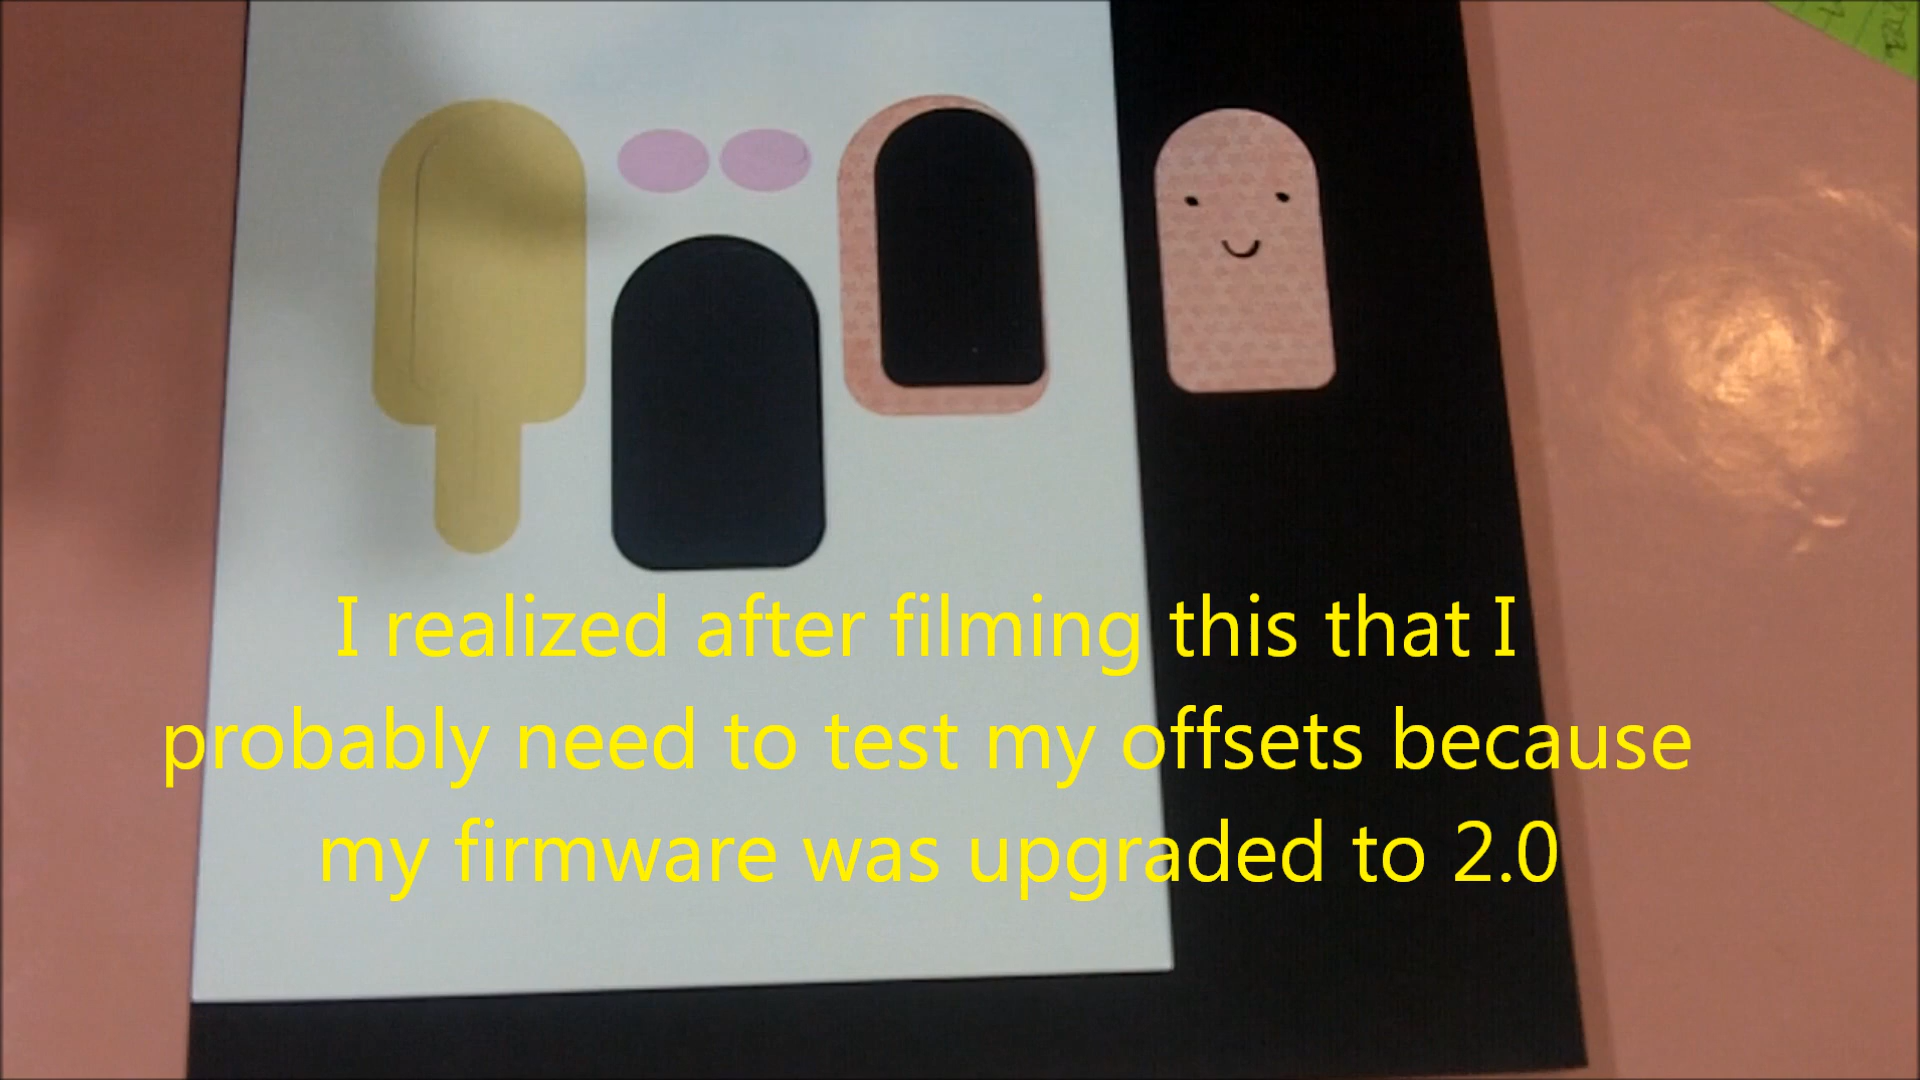 I realized after filming this that I
probably need to test my offsets because
my firmware was upgraded to 2.0